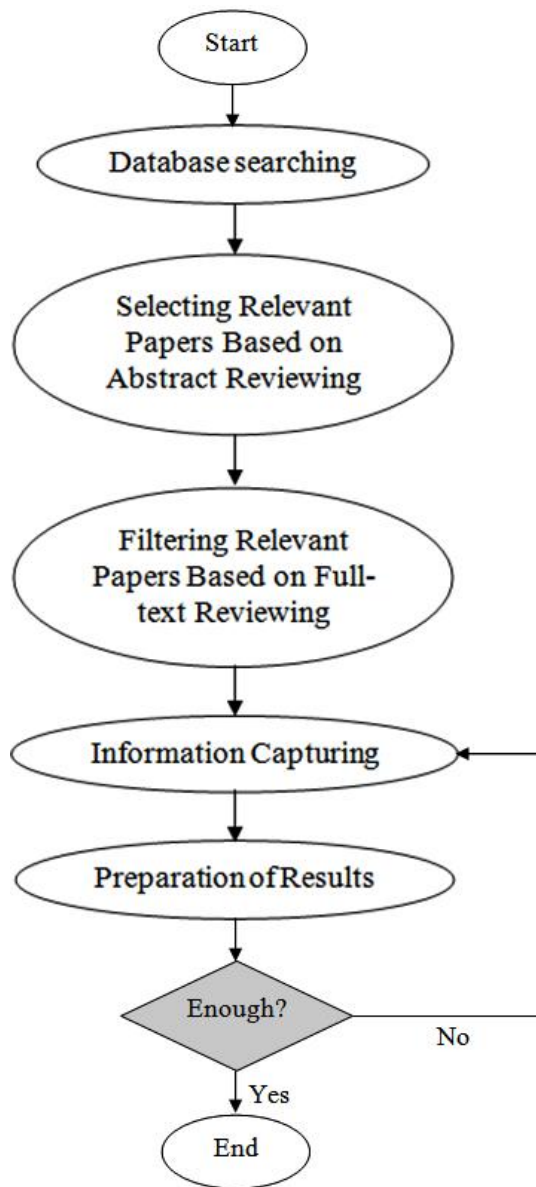 Start
Database searching
Selecting Relevant
Papers Based on
Abstract Reviewing
Filtering Relevant
Papers Based on Full-
text Reviewing
Information Capturing
Preparation of Results
Enough?
No
Yes
End